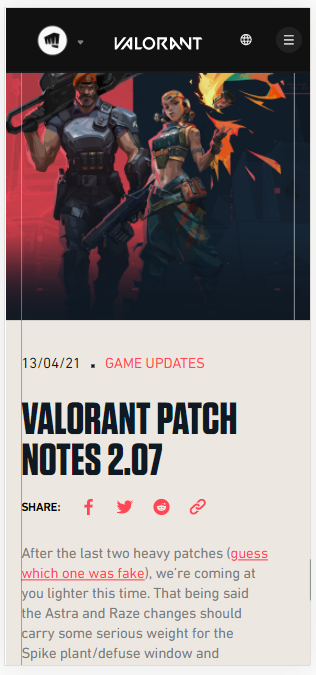 VALORANT
13/04/21 . GAME UPDATES
VALORANT PATCH
NOTES 2.07
SHARE:
After the last two heavy patches (guess
which one was fake), we're coming at
you lighter this time. That being said
the Astra and Raze changes should
carry some serious weight for the
Spike plant/defuse window and